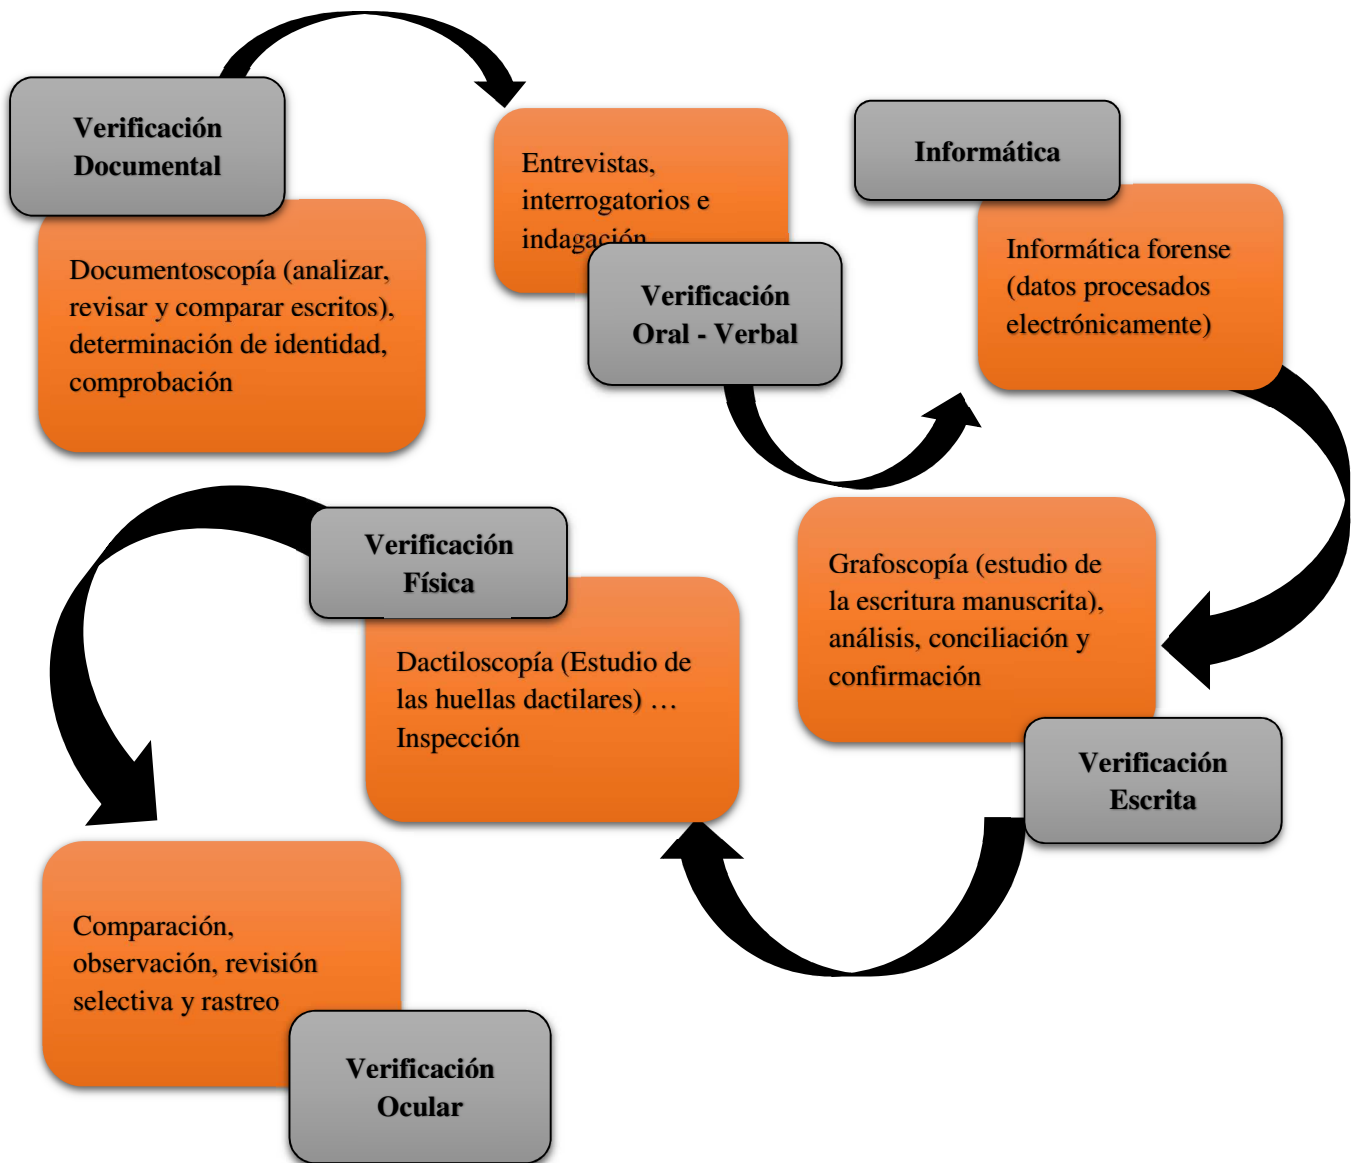 Verificación
Documental
Documentoscopía (analizar,
revisar y comparar escritos),
determinación de identidad,
comprobación
Entrevistas,
interrogatorios e
indagación
Verificación
Oral - Verbal
Informática
Informática forense
(datos procesados
electrónicamente)
Grafoscopía (estudio de
la escritura manuscrita),
análisis, conciliación y
confirmación
Verificación
Escrita
Verificación
Física
Dactiloscopía (Estudio de
las huellas dactilares) …
Inspección
Comparación,
observación, revisión
selectiva y rastreo
Verificación
Ocular